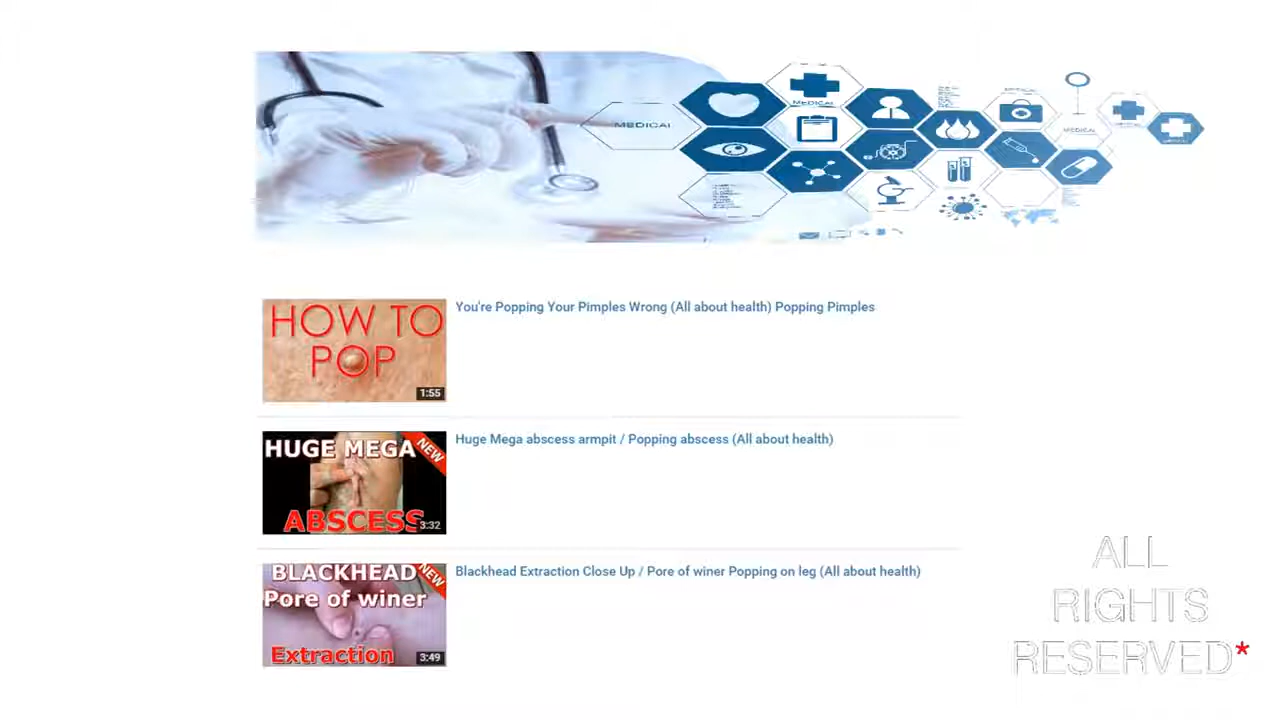 MEDICAL
MEDICAL
MEDICAL
You're Popping Your Pimples Wrong (All about health) Popping Pimples
HOW TO
POP
1:55
Huge Mega abscess armpit / Popping abscess (All about health)
HUGE MEGA
NEW
ABSCESS
3:32
Blackhead Extraction Close Up / Pore of winer Popping on leg (All about health)
BLACKHEAD
NEW
Pore of winer
Extraction
3:49
ALL
RIGHTS
RESERVED*